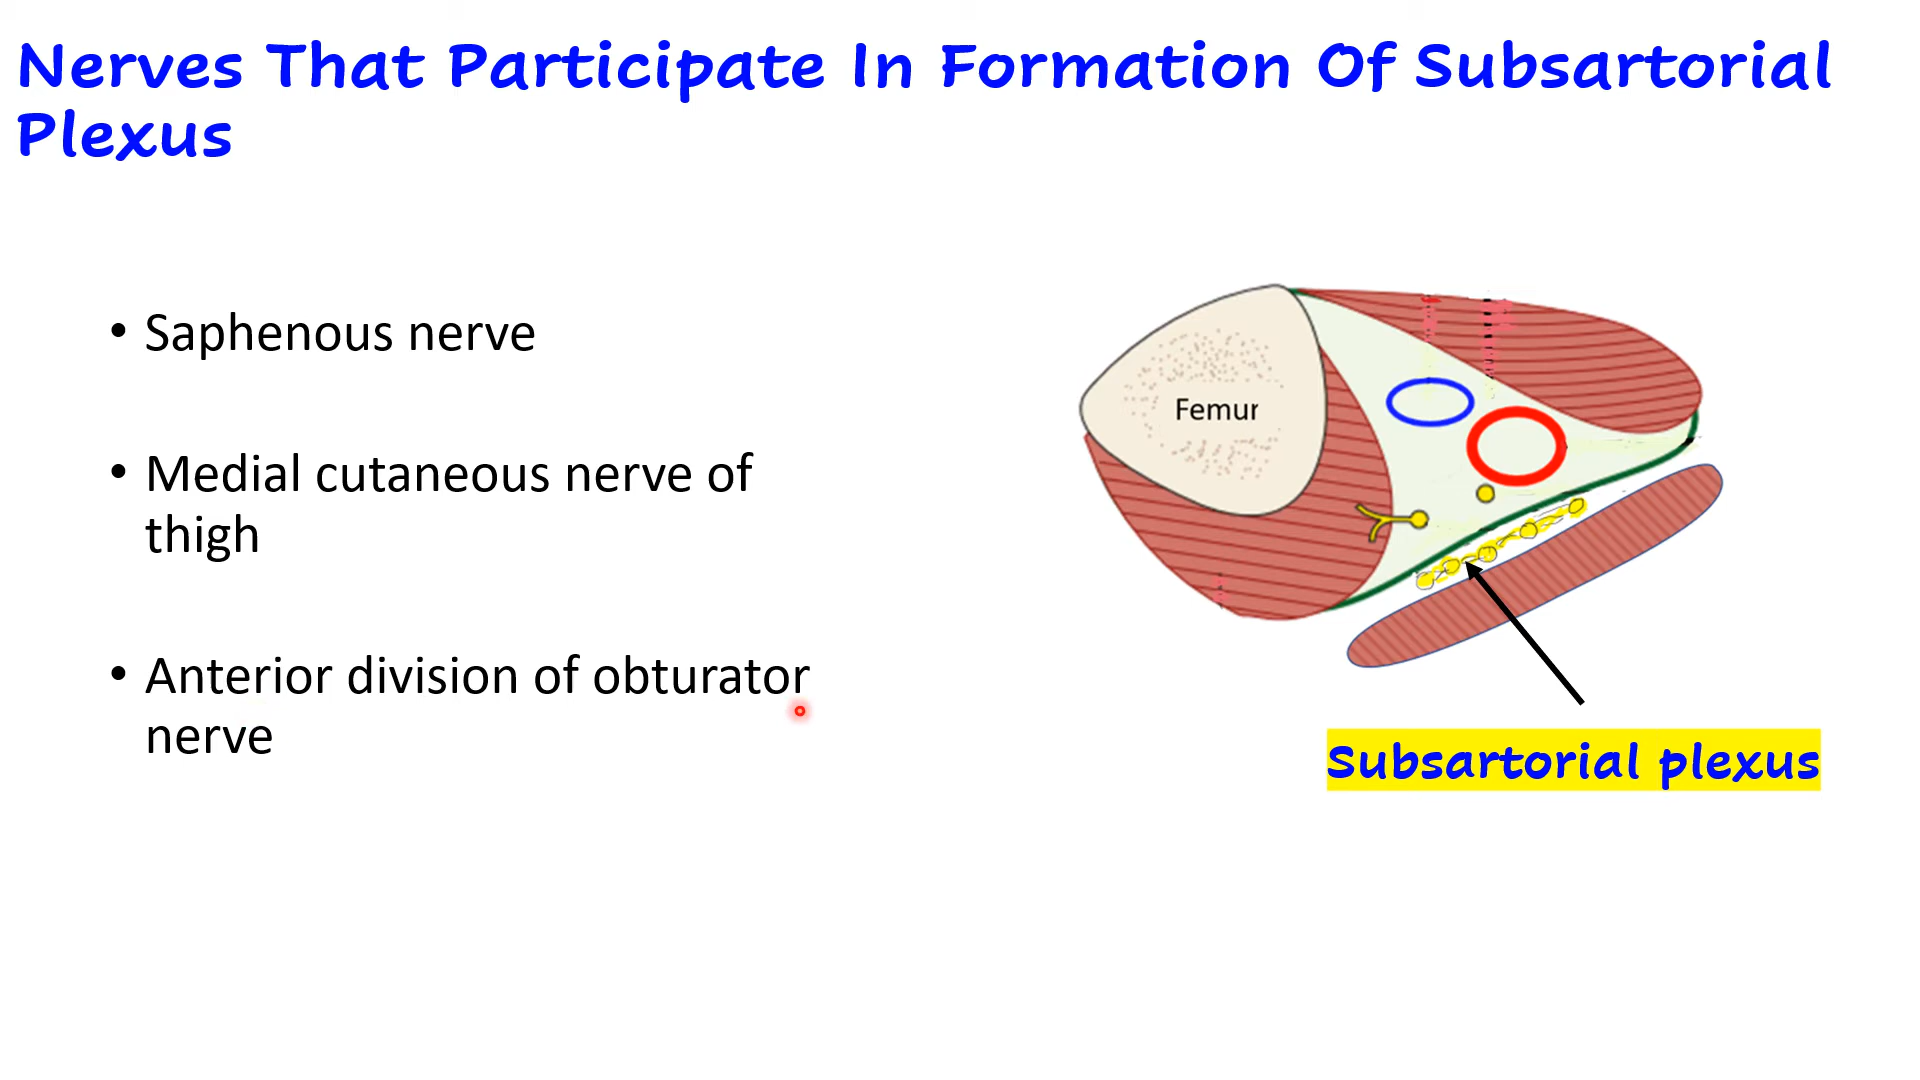 Nerves That Participate In Formation Of Subsartorial
Plexus
• Saphenous nerve
• Medial cutaneous nerve of
thigh
• Anterior division of obturator
nerve
Femur
Subsartorial plexus